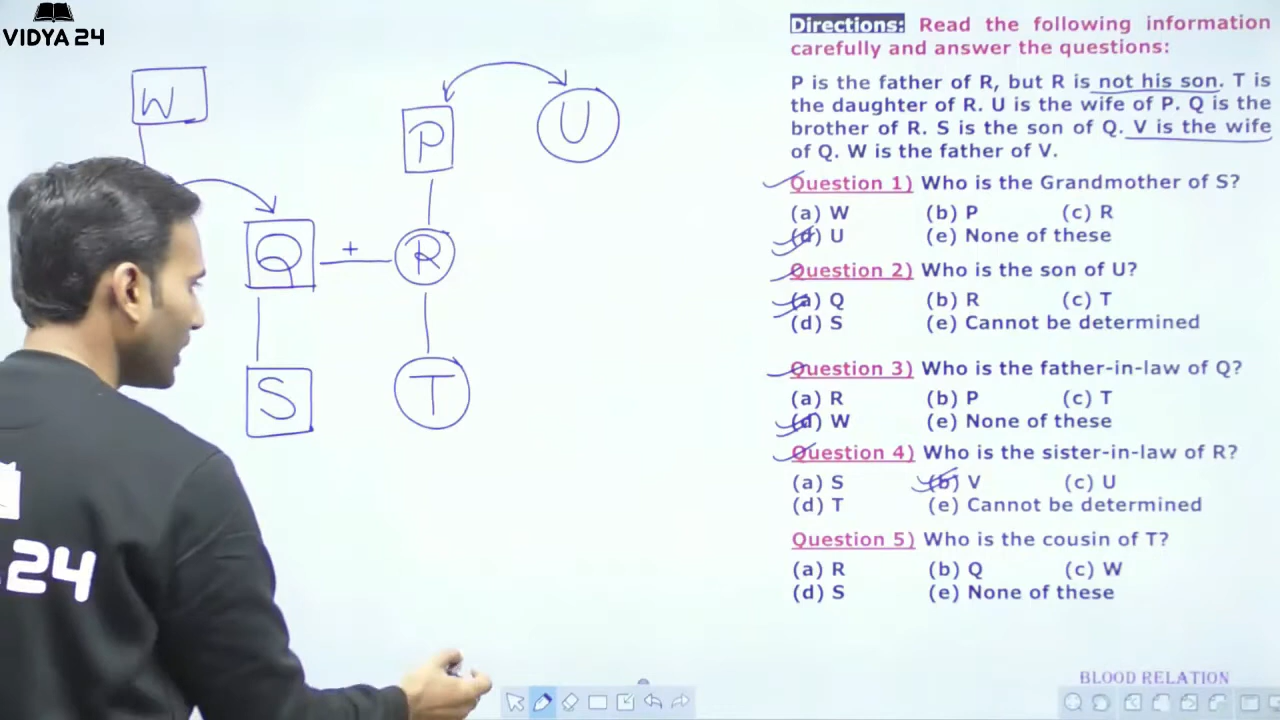 VIDYA 24
W
P
U
Q
+
R
S
T
.24
Directions: Read the following information
carefully and answer the questions:
P is the father of R, but R is not his son. T is
the daughter of R. U is the wife of P. Q is the
brother of R. S is the son of Q. V is the wife
of Q. W is the father of V.
Question 1) Who is the Grandmother of S?
(a) W (b) P (c) R
(d) U (e) None of these
Question 2) Who is the son of U?
(a) Q (b) R (c) T
(d) S (e) Cannot be determined
Question 3) Who is the father-in-law of Q?
(a) R (b) P (c) T
(d) W (e) None of these
Question 4) Who is the sister-in-law of R?
(a) S (b) V (c) U
(d) T (e) Cannot be determined
Question 5) Who is the cousin of T?
(a) R (b) Q (c) W
(d) S (e) None of these
BLOOD RELATION